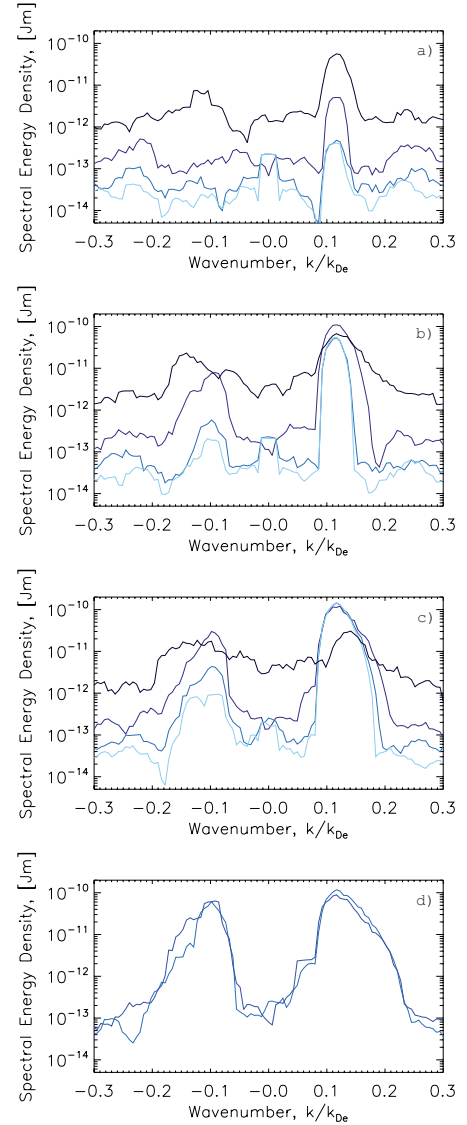 a)
Spectral Energy Density, [Jm]
10⁻¹⁰
10⁻¹¹
10⁻¹²
10⁻¹³
10⁻¹⁴
−0.3 −0.2 −0.1 −0.0 0.1 0.2 0.3
Wavenumber, k/k_De
b)
Spectral Energy Density, [Jm]
10⁻¹⁰
10⁻¹¹
10⁻¹²
10⁻¹³
10⁻¹⁴
−0.3 −0.2 −0.1 −0.0 0.1 0.2 0.3
Wavenumber, k/k_De
c)
Spectral Energy Density, [Jm]
10⁻¹⁰
10⁻¹¹
10⁻¹²
10⁻¹³
10⁻¹⁴
−0.3 −0.2 −0.1 −0.0 0.1 0.2 0.3
Wavenumber, k/k_De
d)
Spectral Energy Density, [Jm]
10⁻¹⁰
10⁻¹¹
10⁻¹²
10⁻¹³
10⁻¹⁴
−0.3 −0.2 −0.1 −0.0 0.1 0.2 0.3
Wavenumber, k/k_De